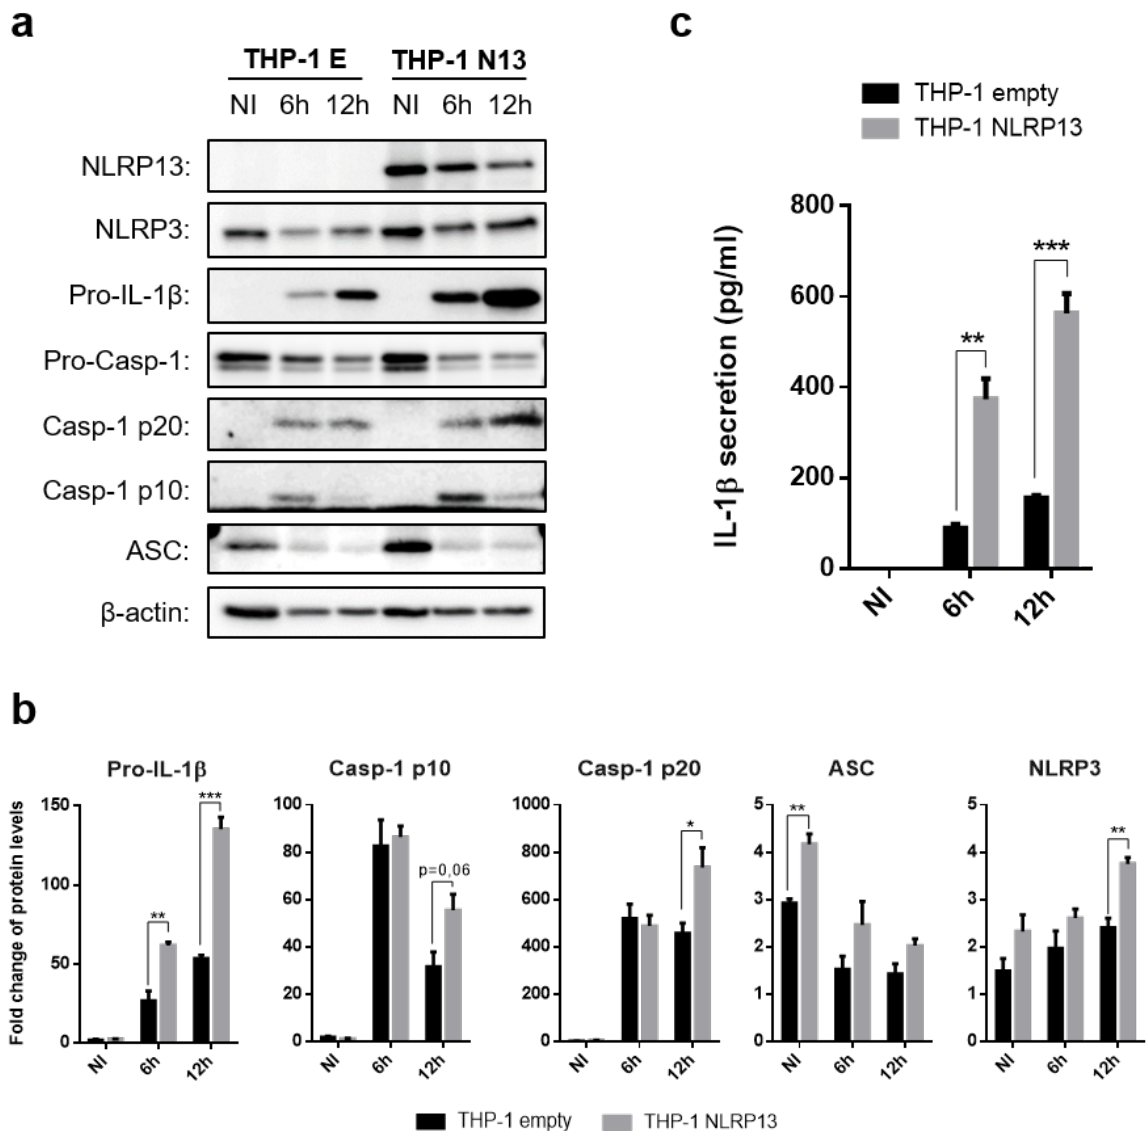 a
THP-1 E THP-1 N13
NI 6h 12h NI 6h 12h
NLRP13:
NLRP3:
Pro-IL-1β:
Pro-Casp-1:
Casp-1 p20:
Casp-1 p10:
ASC:
β-actin:
c
THP-1 empty
THP-1 NLRP13
IL-1β secretion (pg/ml)
800
600
400
200
0
**
***
NI 6h 12h
b
Fold change of protein levels
Pro-IL-1β
150
100
50
0
**
***
NI 6h 12h
Casp-1 p10
100
80
60
40
20
0
p=0,06
NI 6h 12h
Casp-1 p20
1000
800
600
400
200
0
*
NI 6h 12h
ASC
5
4
3
2
1
0
**
NI 6h 12h
NLRP3
5
4
3
2
1
0
**
NI 6h 12h
THP-1 empty THP-1 NLRP13